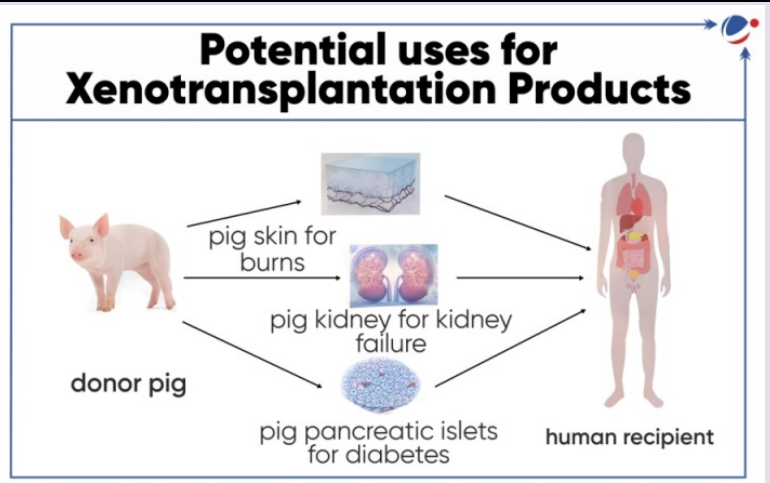 Potential uses for
Xenotransplantation Products
pig skin for
burns
pig kidney for kidney
failure
donor pig
pig pancreatic islets
for diabetes
human recipient